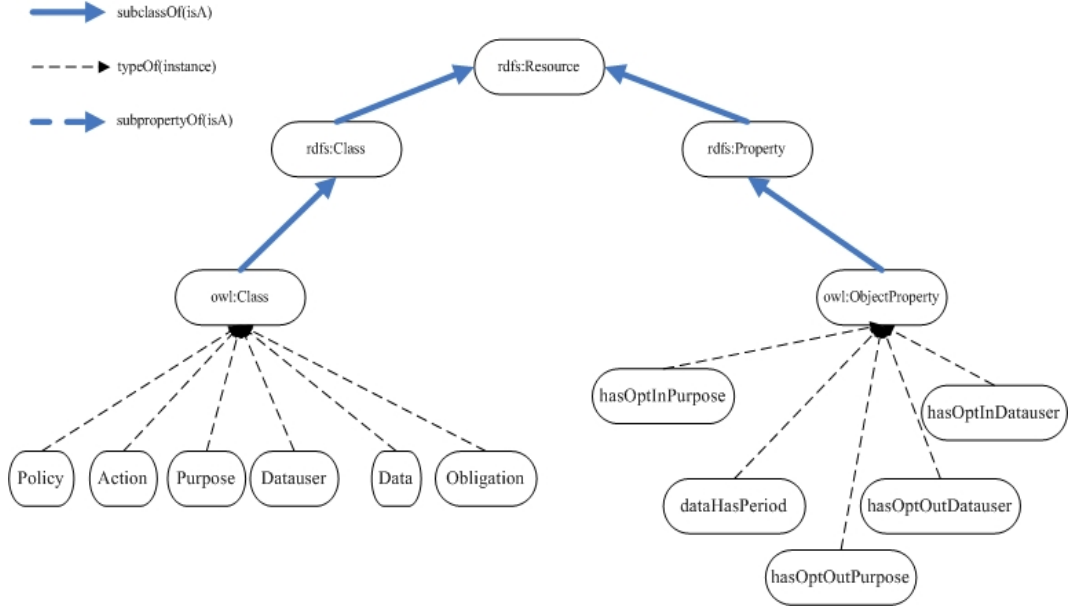 subclassOf(isA)
typeOf(instance)
subpropertyOf(isA)
rdfs:Resource
rdfs:Class
rdfs:Property
owl:Class
owl:ObjectProperty
hasOptInPurpose
hasOptInDatauser
Policy
Action
Purpose
Datauser
Data
Obligation
dataHasPeriod
hasOptOutDatauser
hasOptOutPurpose